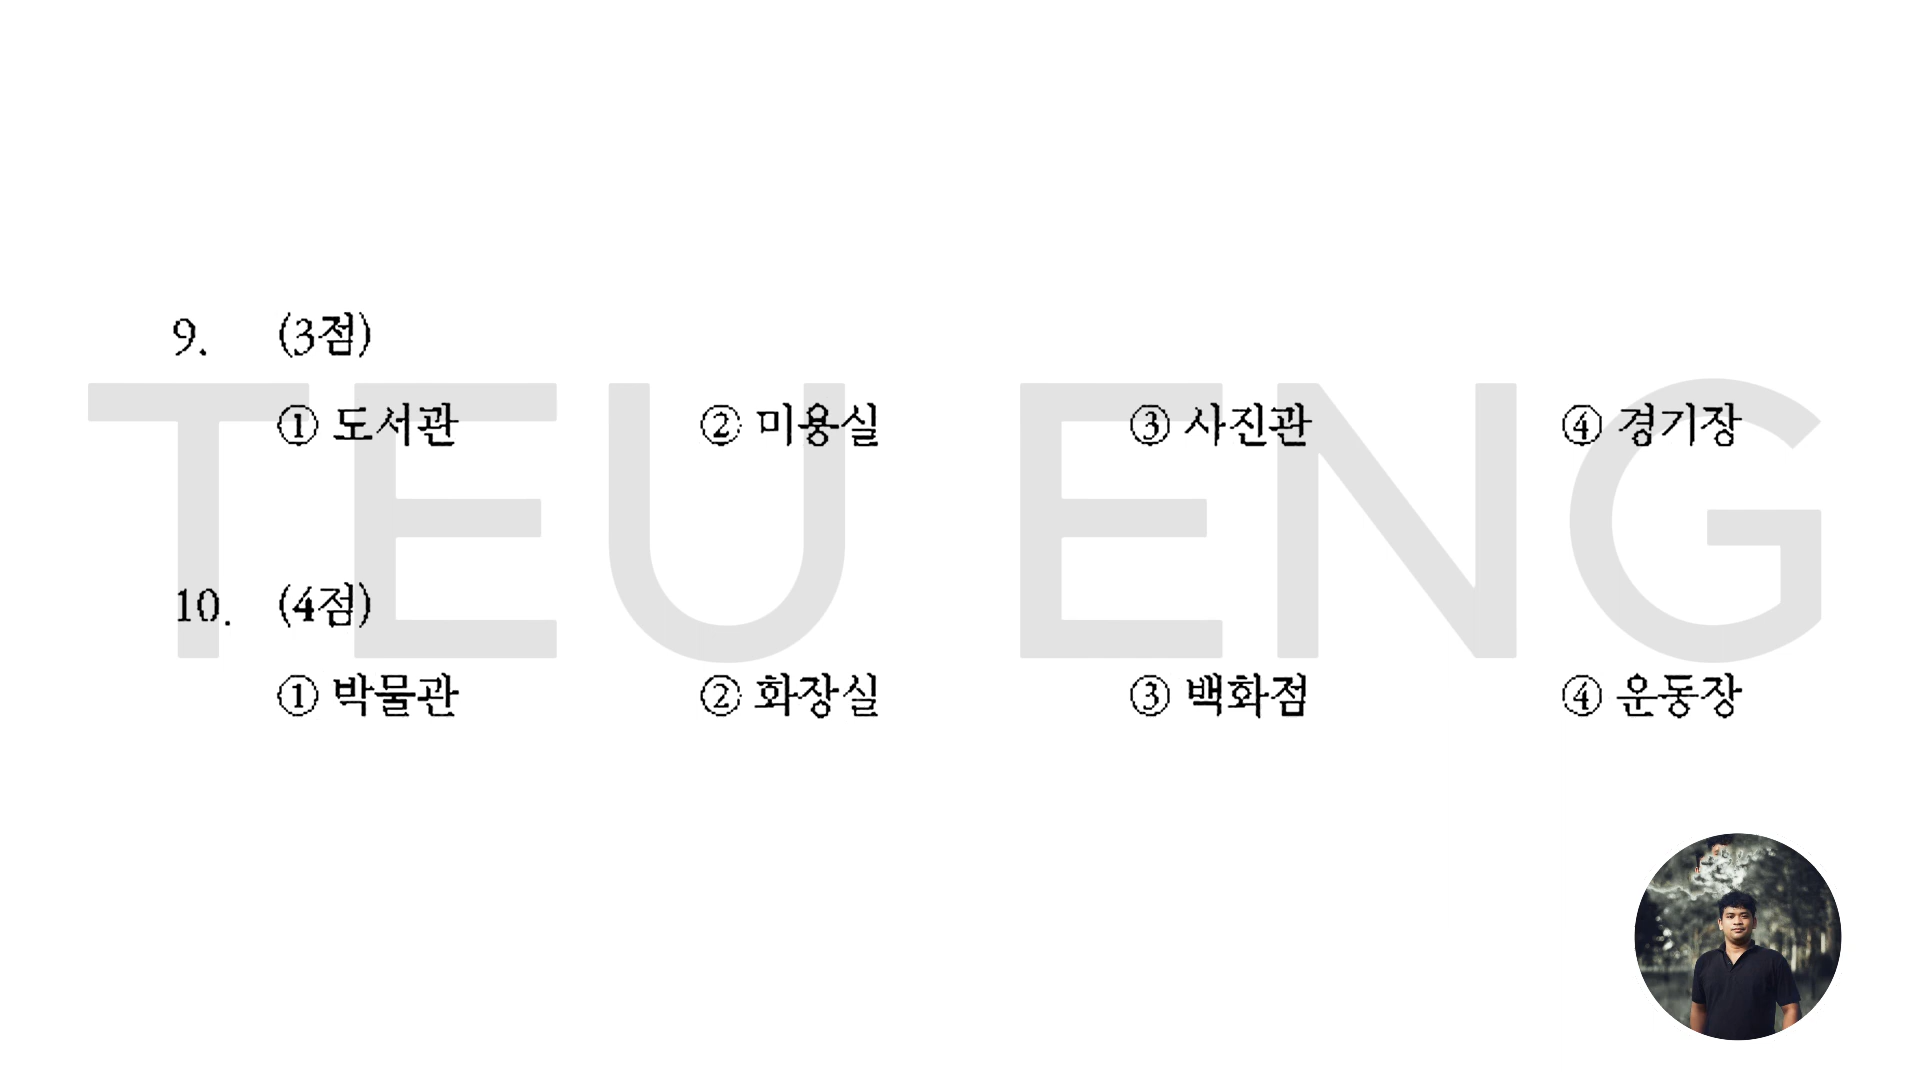 9. (3점)
① 도서관 ② 미용실 ③ 사진관 ④ 경기장
TEU ENG
10. (4점)
① 박물관 ② 화장실 ③ 백화점 ④ 운동장